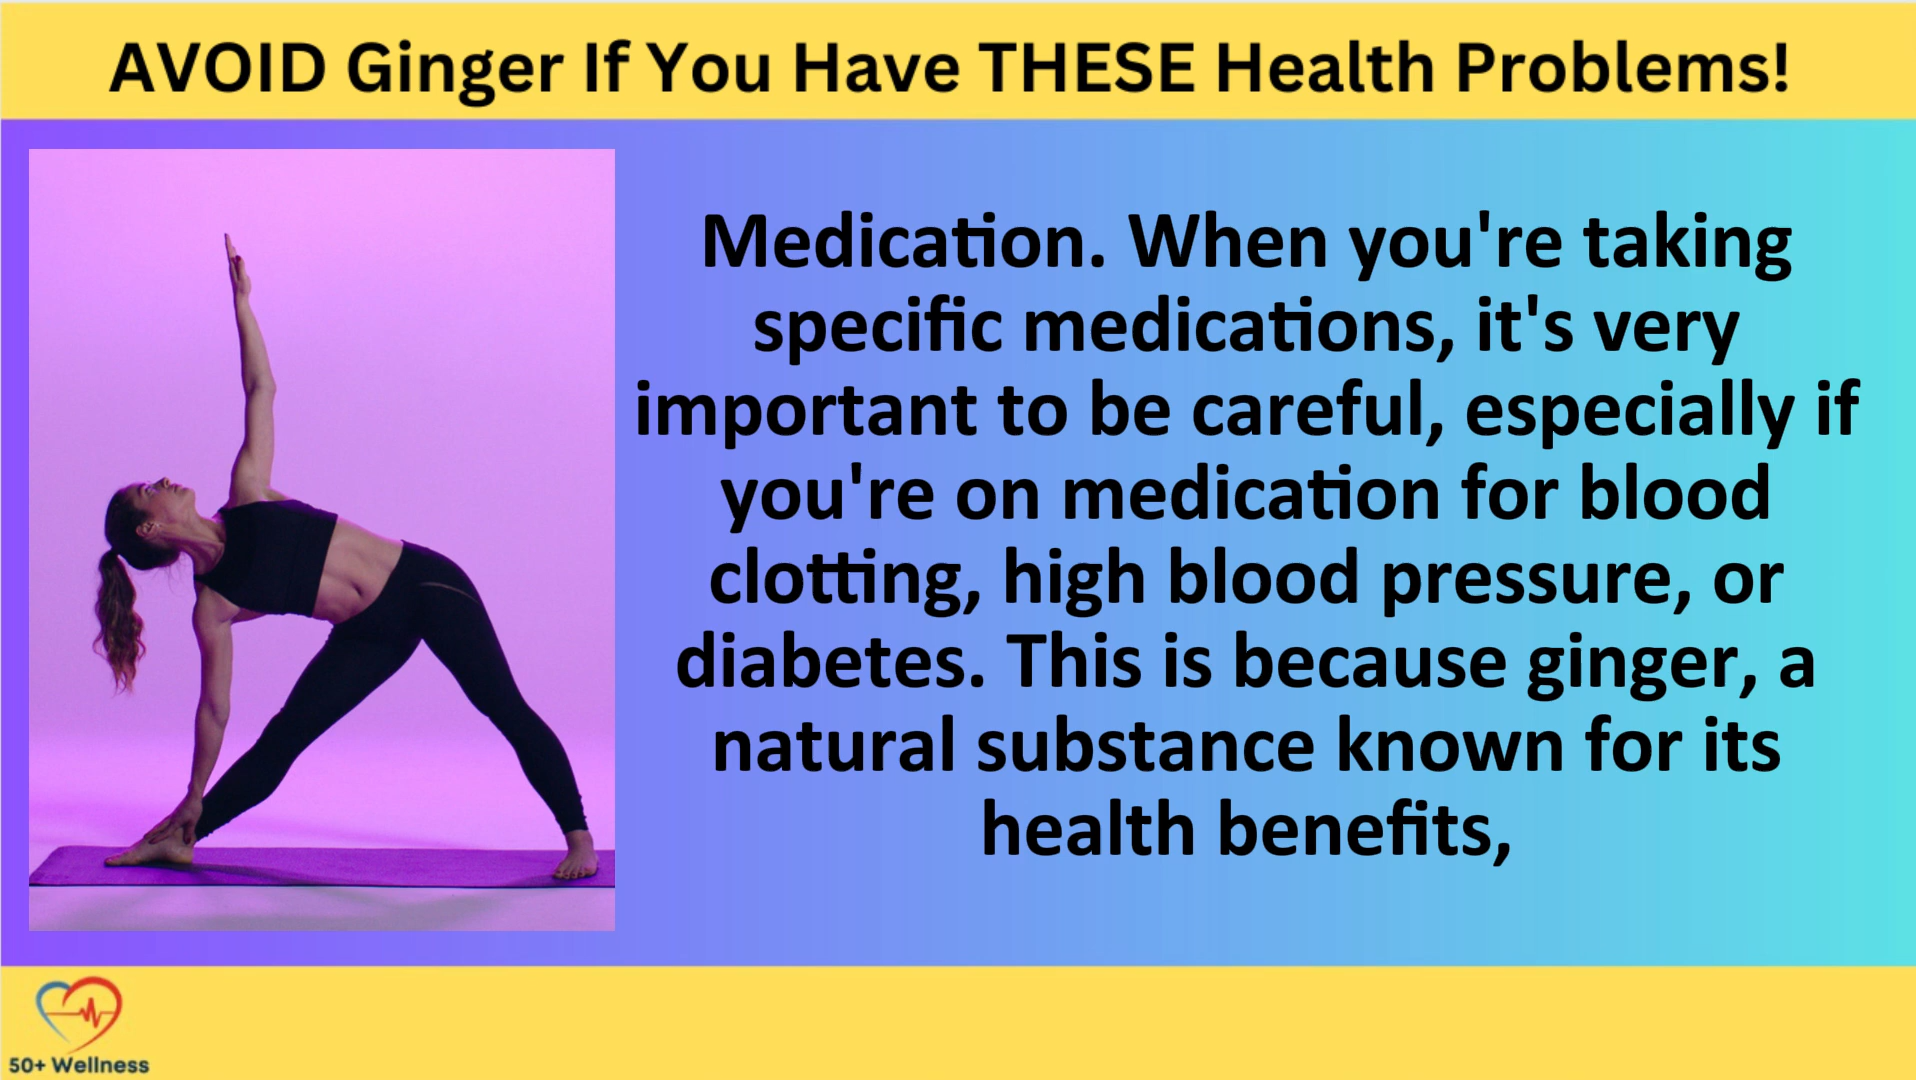 AVOID Ginger If You Have THESE Health Problems!
Medication. When you're taking
specific medications, it's very
important to be careful, especially if
you're on medication for blood
clotting, high blood pressure, or
diabetes. This is because ginger, a
natural substance known for its
health benefits,
50+ Wellness